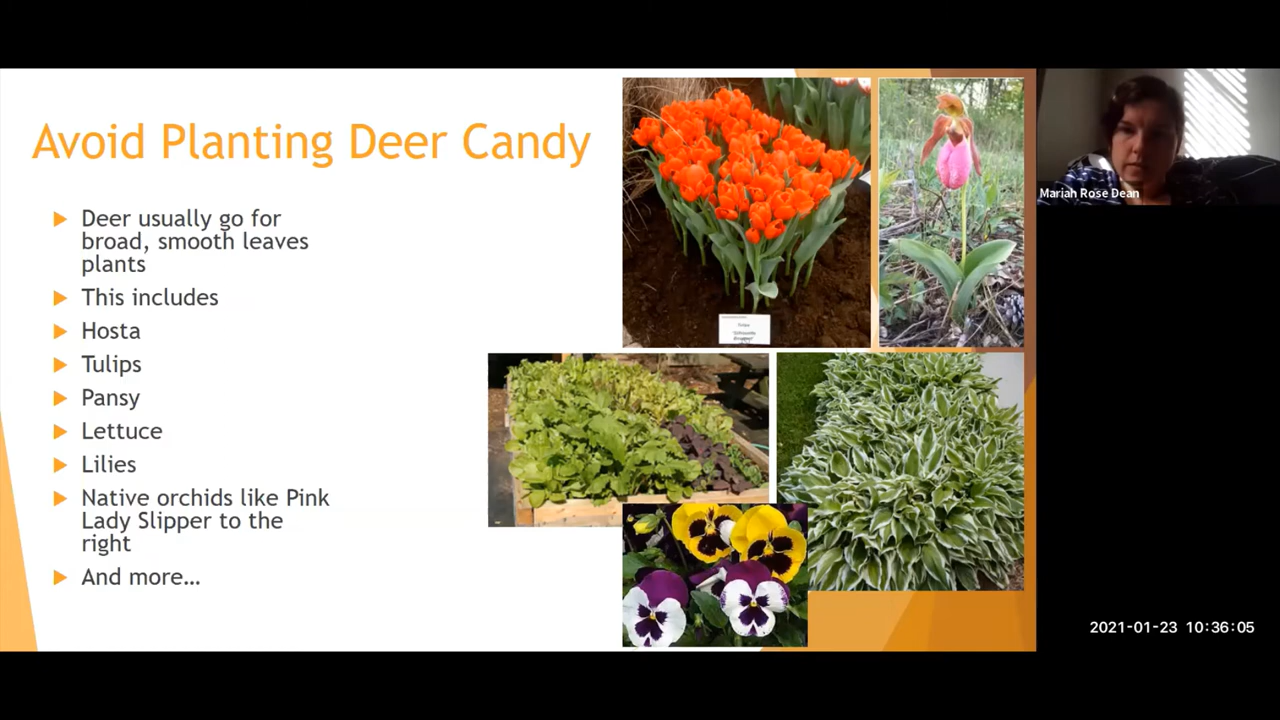 Avoid Planting Deer Candy
Deer usually go for
broad, smooth leaves
plants
This includes
Hosta
Tulips
Pansy
Lettuce
Lilies
Native orchids like Pink
Lady Slipper to the
right
And more…
Mariah Rose Dean
2021-01-23 10:36:05